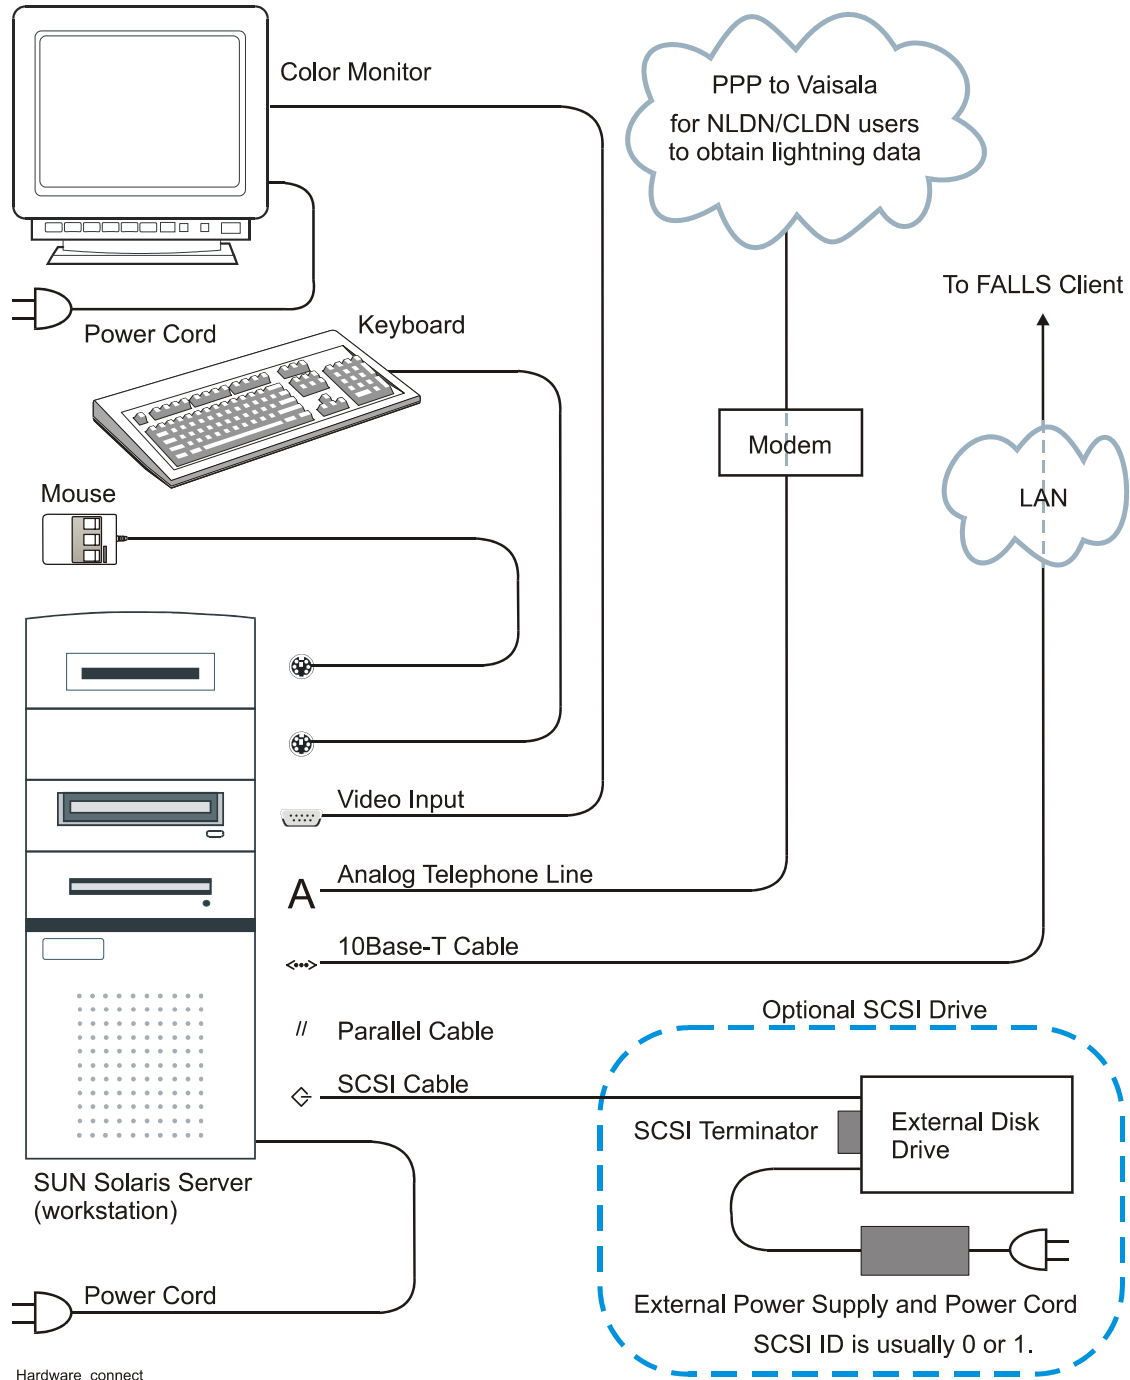 Color Monitor
PPP to Vaisala
for NLDN/CLDN users
to obtain lightning data
To FALLS Client
Power Cord
Keyboard
Modem
LAN
Mouse
Video Input
A
Analog Telephone Line
<•••>
10Base-T Cable
//
Parallel Cable
Optional SCSI Drive
SCSI Cable
SCSI Terminator
External Disk
Drive
SUN Solaris Server
(workstation)
Power Cord
External Power Supply and Power Cord
SCSI ID is usually 0 or 1.
Hardware_connect